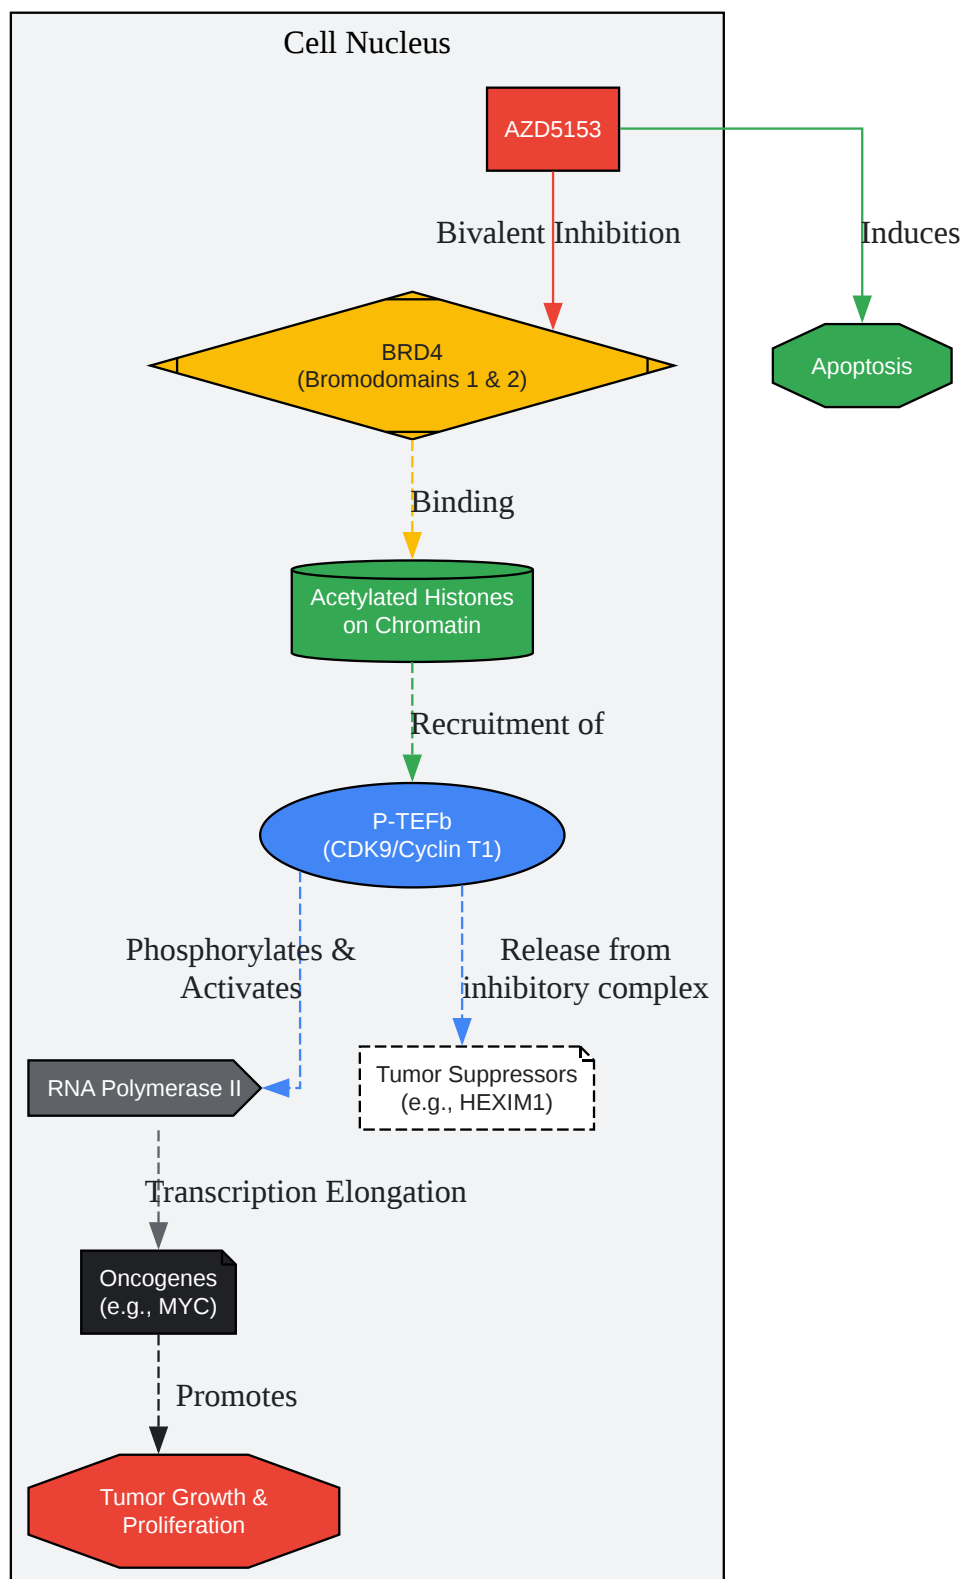 Cell Nucleus
AZD5153
Bivalent Inhibition
Induces
BRD4
(Bromodomains 1 & 2)
Apoptosis
Binding
Acetylated Histones
on Chromatin
Recruitment of
P-TEFb
(CDK9/Cyclin T1)
Phosphorylates &
Activates
Release from
inhibitory complex
RNA Polymerase II
Tumor Suppressors
(e.g., HEXIM1)
Transcription Elongation
Oncogenes
(e.g., MYC)
Promotes
Tumor Growth &
Proliferation